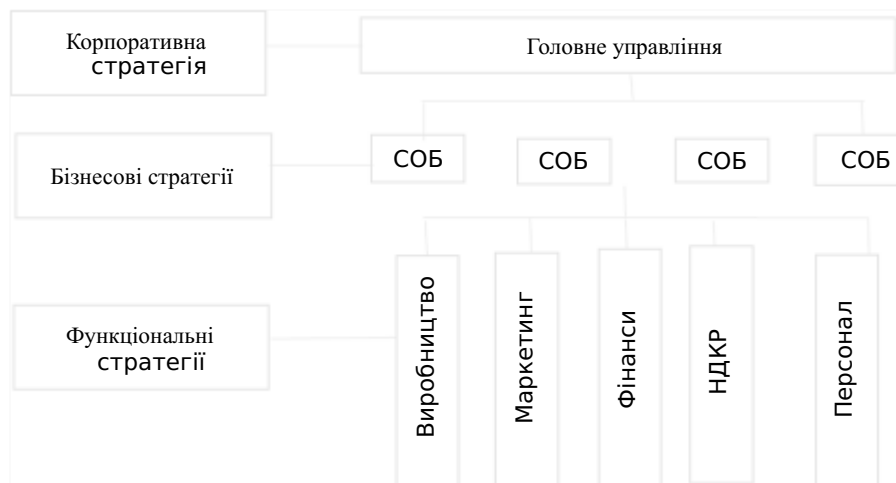 Корпоративна
стратегія
Головне управління
СОБ
СОБ
СОБ
СОБ
Бізнесові стратегії
Функціональні
стратегії
Виробництво
Маркетинг
Фінанси
НДКР
Персонал